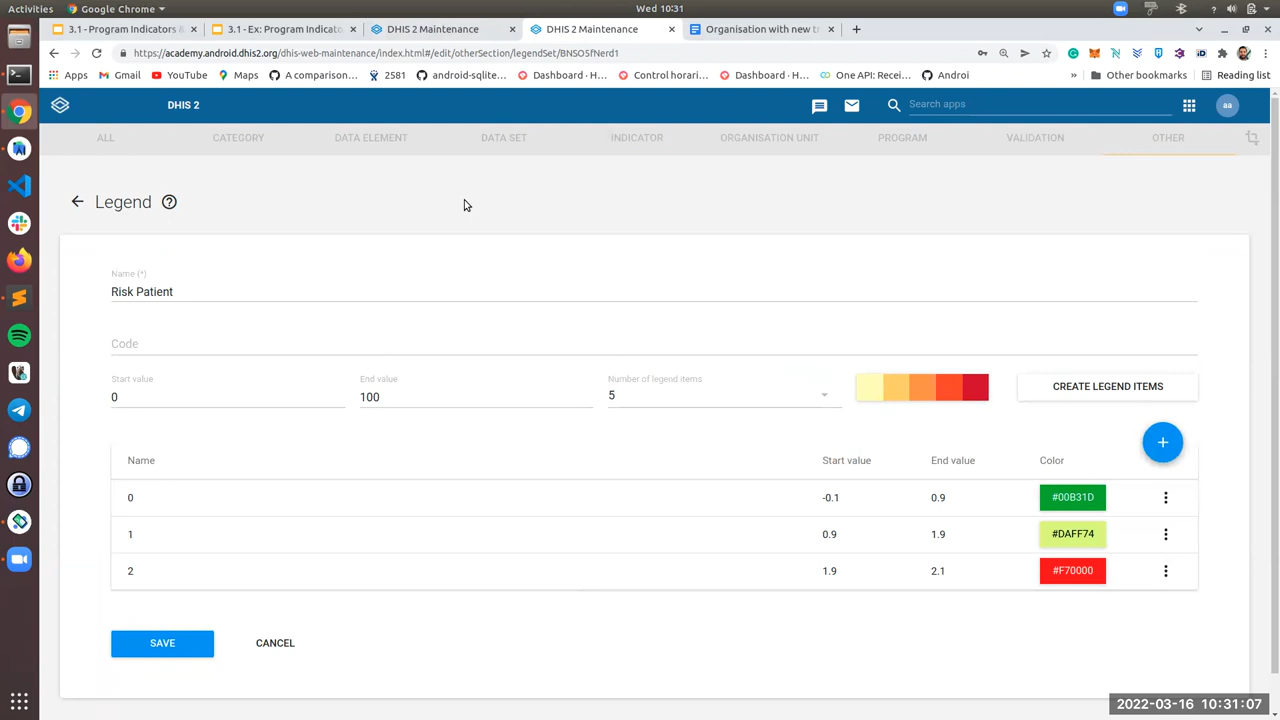 Activities Google Chrome Wed 10:31
3.1 - Program Indicators & 3.1 - Ex: Program Indicato DHIS 2 Maintenance DHIS 2 Maintenance Organisation with new t
https://academy.android.dhis2.org/dhis-web-maintenance/index.html#/edit/otherSection/legendSet/BNSO5fNerd1
Apps Gmail YouTube Maps A comparison... 2581 android-sqlite... Dashboard · H... Control horari... Dashboard · H... One API: Recei... Androi » Other bookmarks Reading list
DHIS 2 Search apps aa
ALL CATEGORY DATA ELEMENT DATA SET INDICATOR ORGANISATION UNIT PROGRAM VALIDATION OTHER
Legend
Name (*)
Risk Patient
Code
Start value End value Number of legend items
0 100 5 CREATE LEGEND ITEMS
Name Start value End value Color
0 -0.1 0.9 #00B31D
1 0.9 1.9 #DAFF74
2 1.9 2.1 #F70000
SAVE CANCEL
2022-03-16 10:31:07